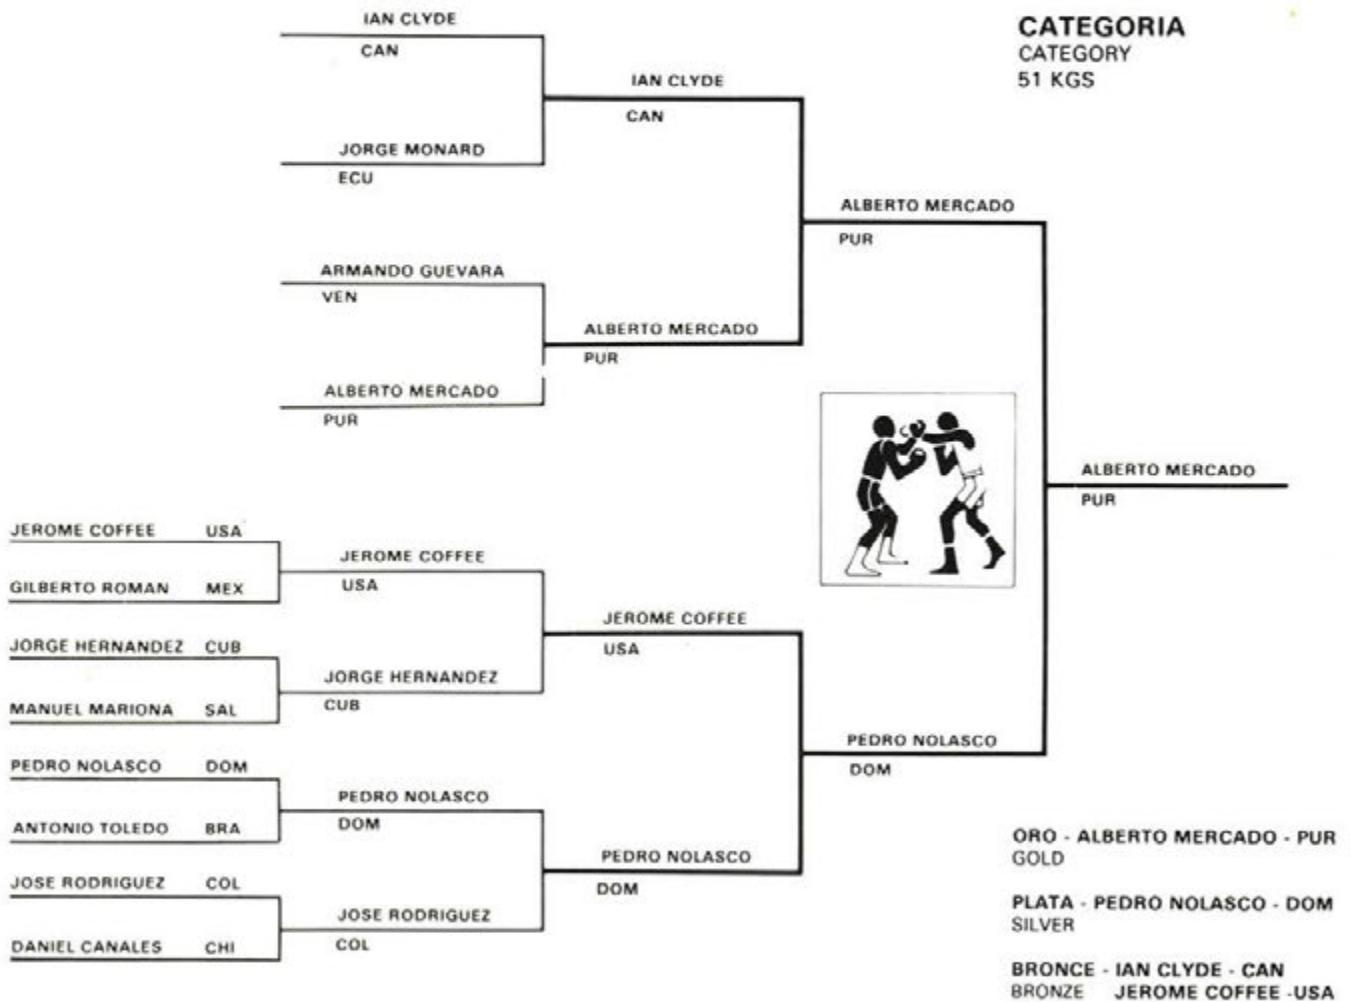 IAN CLYDE
CAN
JORGE MONARD
ECU
ARMANDO GUEVARA
VEN
ALBERTO MERCADO
PUR
JEROME COFFEE USA
GILBERTO ROMAN MEX
JORGE HERNANDEZ CUB
MANUEL MARIONA SAL
PEDRO NOLASCO DOM
ANTONIO TOLEDO BRA
JOSE RODRIGUEZ COL
DANIEL CANALES CHI
JEROME COFFEE
USA
JORGE HERNANDEZ
CUB
PEDRO NOLASCO
DOM
JOSE RODRIGUEZ
COL
IAN CLYDE
CAN
ALBERTO MERCADO
PUR
JEROME COFFEE
USA
PEDRO NOLASCO
DOM
ALBERTO MERCADO
PUR
PEDRO NOLASCO
DOM
ALBERTO MERCADO
PUR
CATEGORIA
CATEGORY
51 KGS
ORO - ALBERTO MERCADO - PUR
GOLD
PLATA - PEDRO NOLASCO - DOM
SILVER
BRONCE - IAN CLYDE - CAN
BRONZE JEROME COFFEE -USA